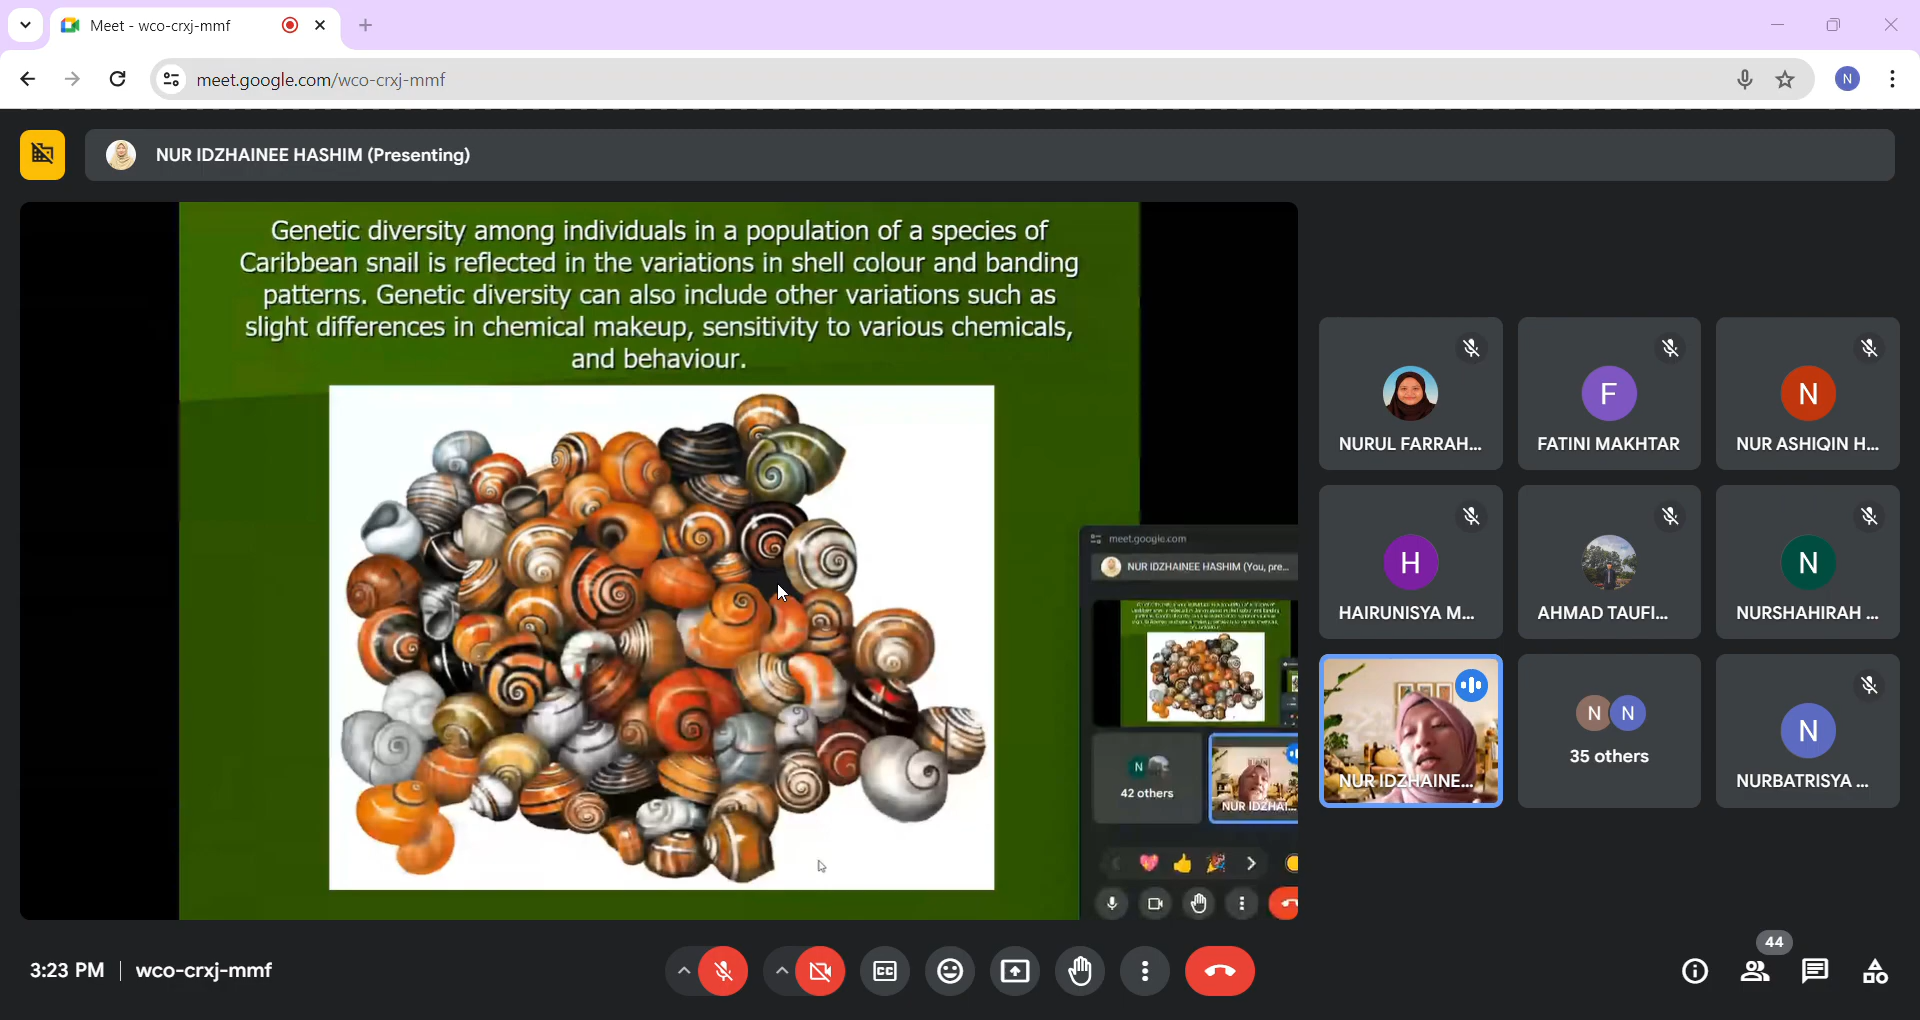 Meet - wco-crxj-mmf
meet.google.com/wco-crxj-mmf
N
NUR IDZHAINEE HASHIM (Presenting)
Genetic diversity among individuals in a population of a species of
Caribbean snail is reflected in the variations in shell colour and banding
patterns. Genetic diversity can also include other variations such as
slight differences in chemical makeup, sensitivity to various chemicals,
and behaviour.
meet.google.com
NUR IDZHAINEE HASHIM (You, pre...
N
42 others
NUR IDZHAI...
NURUL FARRAH...
F
FATINI MAKHTAR
N
NUR ASHIQIN H...
H
HAIRUNISYA M...
AHMAD TAUFI...
N
NURSHAHIRAH ...
NUR IDZHAINE...
N N
35 others
N
NURBATRISYA ...
3:23 PM | wco-crxj-mmf
CC
44